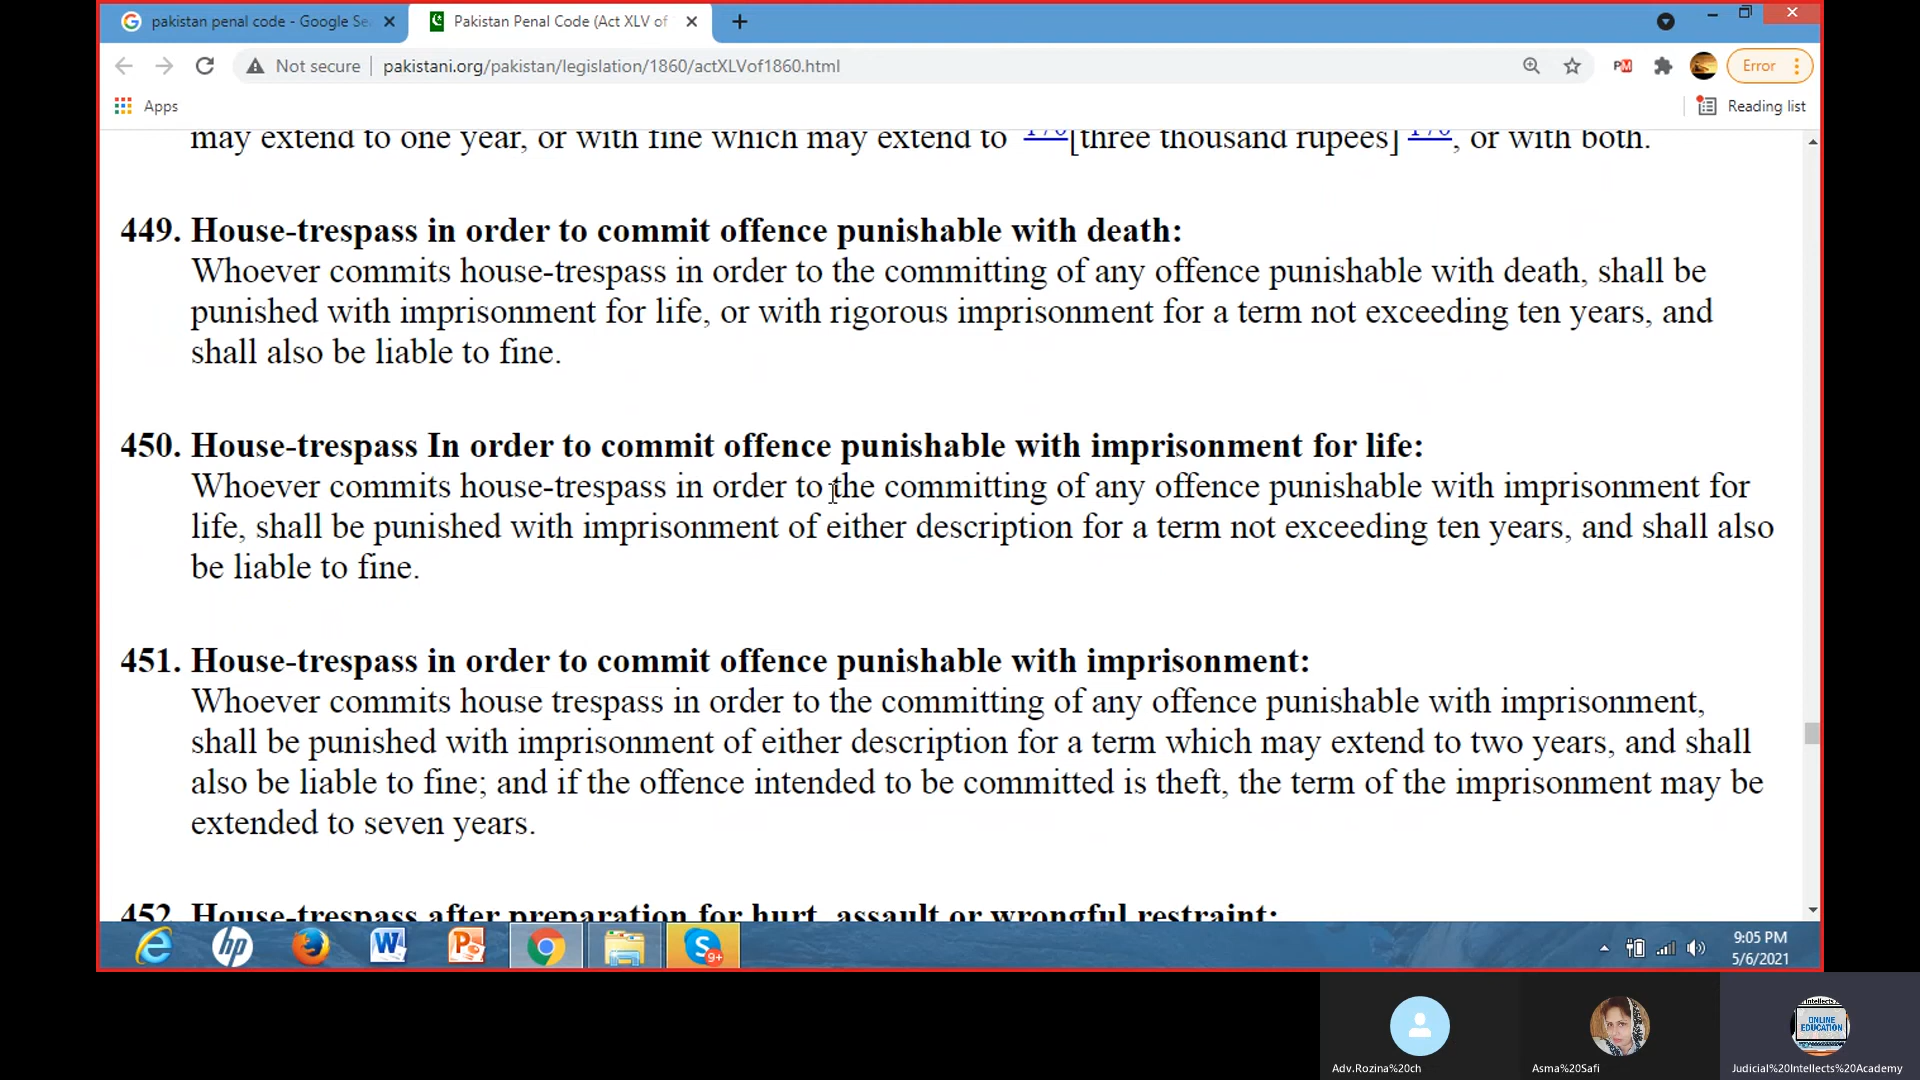 pakistan penal code - Google Se
Pakistan Penal Code (Act XLV of
Not secure
pakistani.org/pakistan/legislation/1860/actXLVof1860.html
Error
Apps
Reading list
may extend to one year, or with fine which may extend to 170[three thousand rupees] 170, or with both.
449. House-trespass in order to commit offence punishable with death:
Whoever commits house-trespass in order to the committing of any offence punishable with death, shall be
punished with imprisonment for life, or with rigorous imprisonment for a term not exceeding ten years, and
shall also be liable to fine.
450. House-trespass In order to commit offence punishable with imprisonment for life:
Whoever commits house-trespass in order to the committing of any offence punishable with imprisonment for
life, shall be punished with imprisonment of either description for a term not exceeding ten years, and shall also
be liable to fine.
451. House-trespass in order to commit offence punishable with imprisonment:
Whoever commits house trespass in order to the committing of any offence punishable with imprisonment,
shall be punished with imprisonment of either description for a term which may extend to two years, and shall
also be liable to fine; and if the offence intended to be committed is theft, the term of the imprisonment may be
extended to seven years.
452. House-trespass after preparation for hurt, assault or wrongful restraint:
9+
9:05 PM
5/6/2021
ONLINE
EDUCATION
Adv.Rozina%20ch
Asma%20Safi
Judicial%20Intellects%20Academy